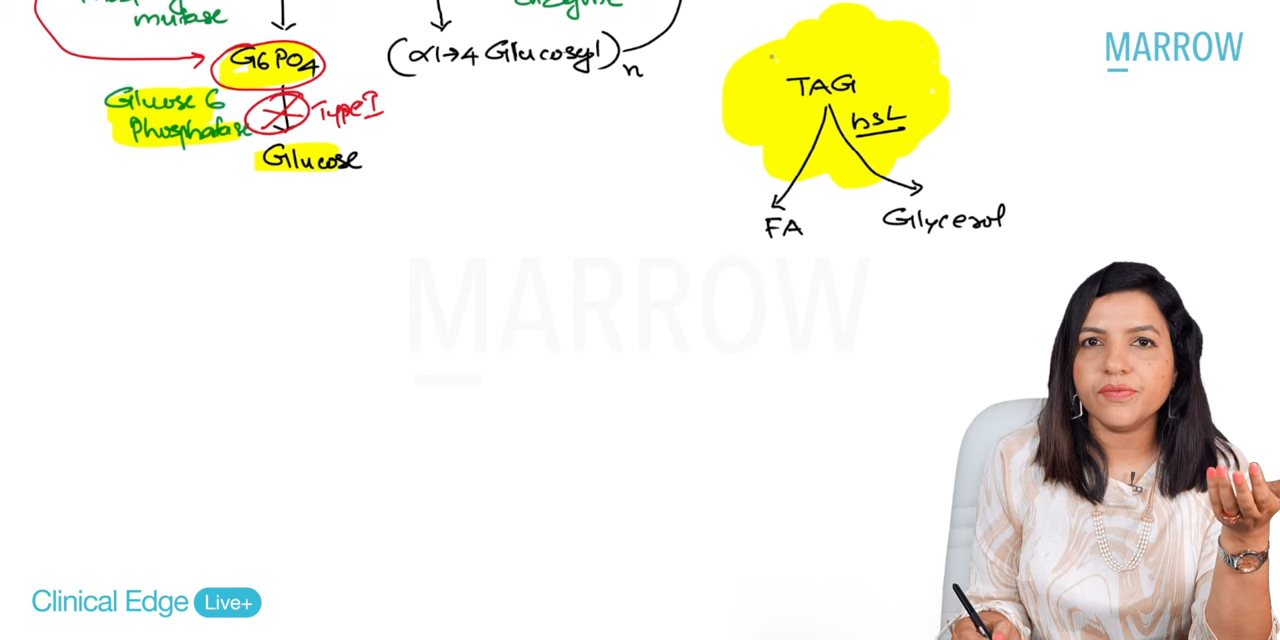 mutase
G6PO4
(α1→4 Glucosyl)n
Glucose 6
Phosphatase
Type I
Glucose
TAG
HSL
FA
Glycerol
MARROW
MARROW
Clinical Edge Live+